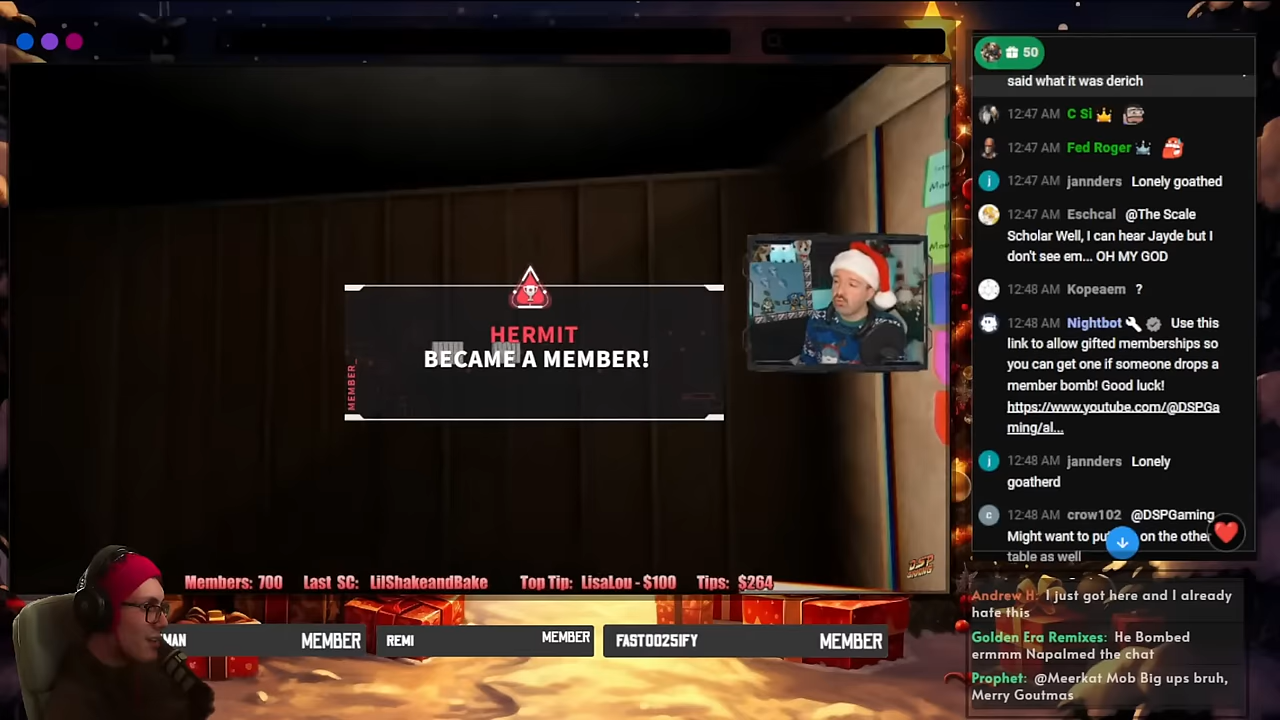 HERMIT
BECAME A MEMBER!
MEMBER
Members: 700
Last SC: LilShakeandBake
Top Tip: LisaLou - $100
Tips: $264
DSP
GAMING
MAN
MEMBER
REMI
MEMBER
FAST0025IFY
MEMBER
50
said what it was derich
12:47 AM C Si
12:47 AM Fed Roger
j 12:47 AM jannders Lonely goathed
12:47 AM Eschcal @The Scale
Scholar Well, I can hear Jayde but I
don't see em... OH MY GOD
12:48 AM Kopeaem ?
12:48 AM Nightbot Use this
link to allow gifted memberships so
you can get one if someone drops a
member bomb! Good luck!
https://www.youtube.com/@DSPGa
ming/al...
j 12:48 AM jannders Lonely
goatherd
c 12:48 AM crow102 @DSPGaming
Might want to pu on the other
table as well
Andrew H: I just got here and I already
hate this
Golden Era Remixes: He Bombed
ermmm Napalmed the chat
Prophet: @Meerkat Mob Big ups bruh,
Merry Goutmas